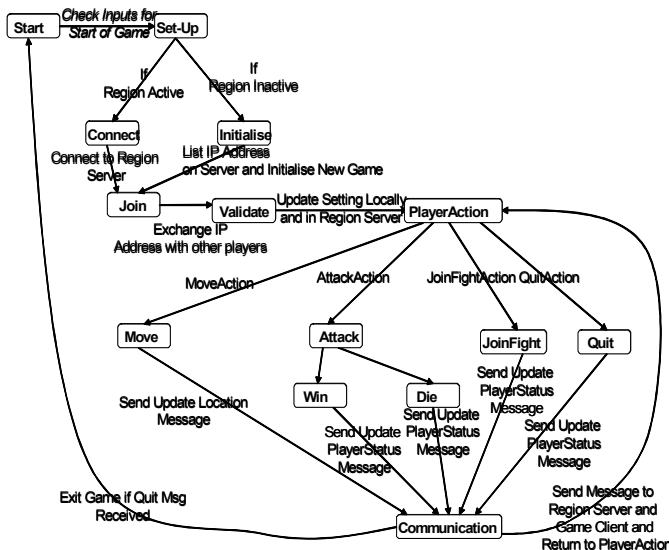 Check Inputs for
Start of Game
Start
Set-Up
If
Region Active
If
Region Inactive
Connect
Initialise
Connect to Region
Server
List IP Address
on Server and Initialise New Game
Join
Validate
Update Setting Locally
and in Region Server
PlayerAction
Exchange IP
Address with other players
MoveAction
AttackAction
JoinFightAction QuitAction
Move
Attack
JoinFight
Quit
Win
Die
Send Update Location
Message
Send Update
PlayerStatus
Message
Send Update
PlayerStatus
Message
Send Update
PlayerStatus
Message
Send Update
PlayerStatus
Message
Exit Game if Quit Msg
Received
Communication
Send Message to
Region Server and
Game Client and
Return to PlayerAction